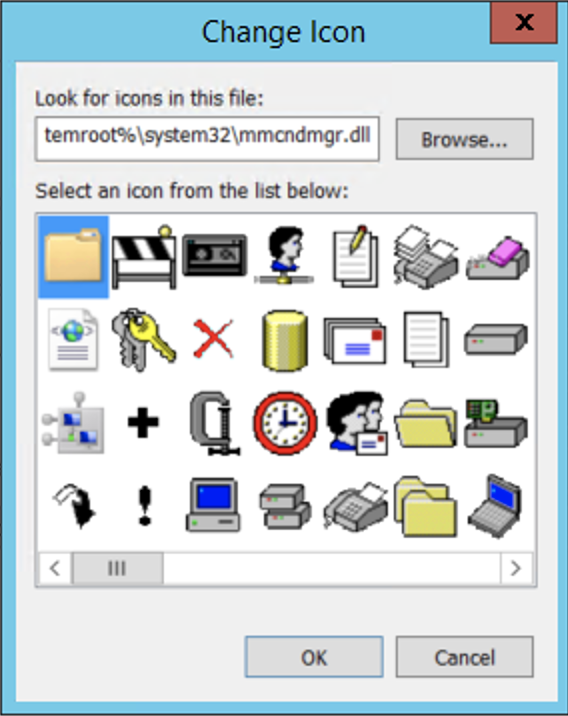 Change Icon
x
Look for icons in this file:
temroot%\system32\mmcndmgr.dll
Browse...
Select an icon from the list below:
OK
Cancel